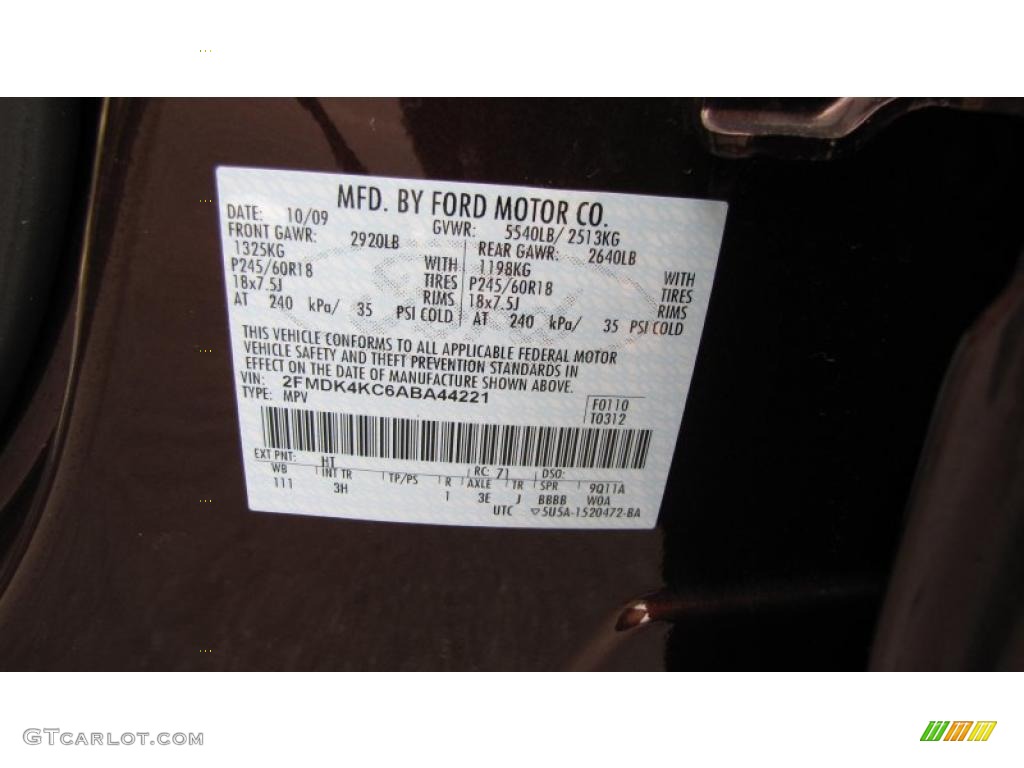 MFD. BY FORD MOTOR CO.
DATE: 10/09 GVWR: 5540LB/ 2513KG
FRONT GAWR: 2920LB REAR GAWR: 2640LB
1325KG WITH 1198KG WITH
P245/60R18 TIRES P245/60R18 TIRES
18x7.5J RIMS 18x7.5J RIMS
AT 240 kPa/ 35 PSI COLD AT 240 kPa/ 35 PSI COLD
THIS VEHICLE CONFORMS TO ALL APPLICABLE FEDERAL MOTOR
VEHICLE SAFETY AND THEFT PREVENTION STANDARDS IN
EFFECT ON THE DATE OF MANUFACTURE SHOWN ABOVE.
VIN: 2FMDK4KC6ABA44221
TYPE: MPV
F0110
T0312
EXT PNT: HT RC: 71 DSO:
WB INT TR TP/PS R AXLE TR SPR 9Q11A
111 3H 1 3E J BBBB WOA
UTC ▽5U5A-1520472-BA
GTCarlot.com